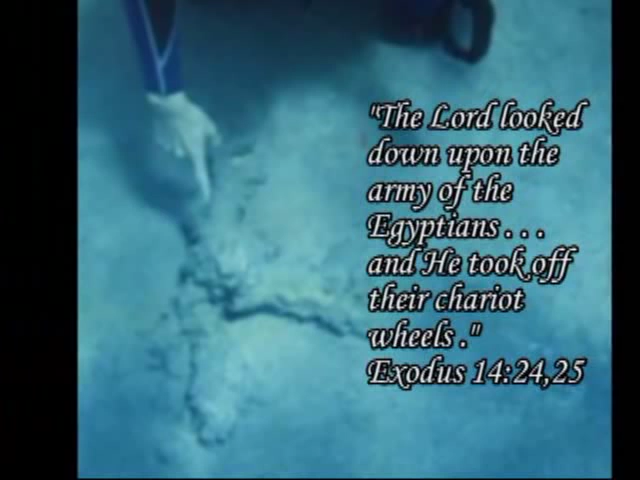 "The Lord looked
down upon the
army of the
Egyptians . . .
and He took off
their chariot
wheels ."
Exodus 14:24,25